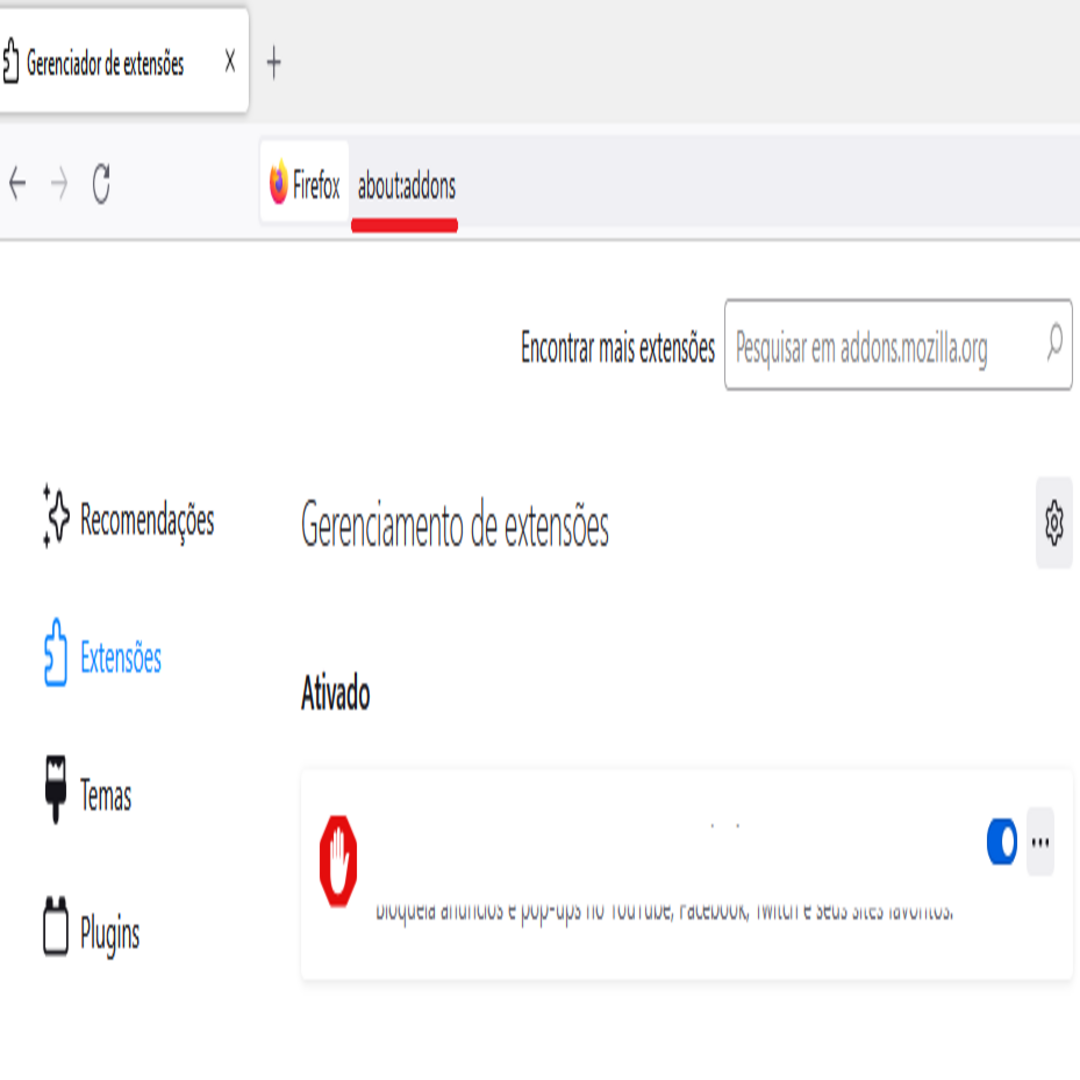 Gerenciador de extensões
Firefox about:addons
Encontrar mais extensões Pesquisar em addons.mozilla.org
Recomendações
Gerenciamento de extensões
Extensões
Ativado
Temas
Bloqueia anúncios e pop-ups no YouTube, Facebook, Twitch e seus sites favoritos.
Plugins